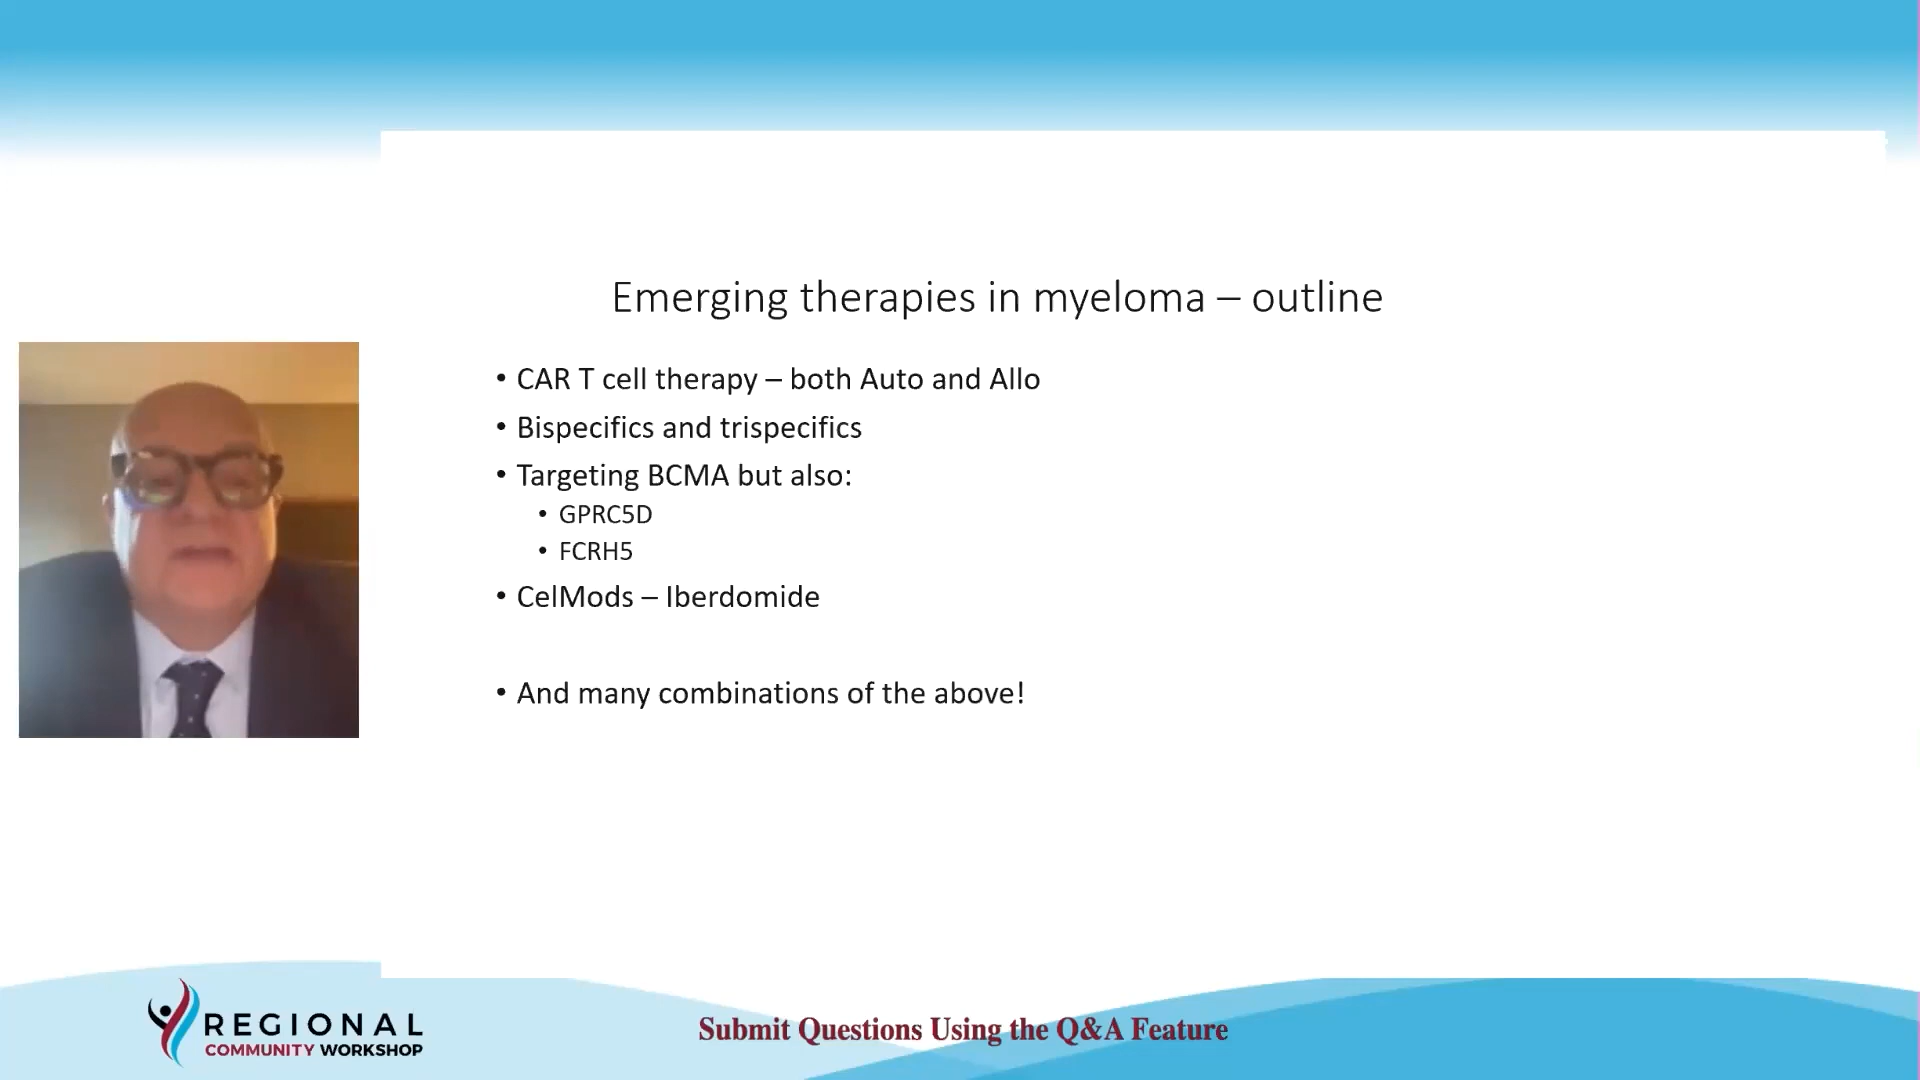 Emerging therapies in myeloma – outline
• CAR T cell therapy – both Auto and Allo
• Bispecifics and trispecifics
• Targeting BCMA but also:
• GPRC5D
• FCRH5
• CelMods – Iberdomide
• And many combinations of the above!
REGIONAL
COMMUNITY WORKSHOP
Submit Questions Using the Q&A Feature